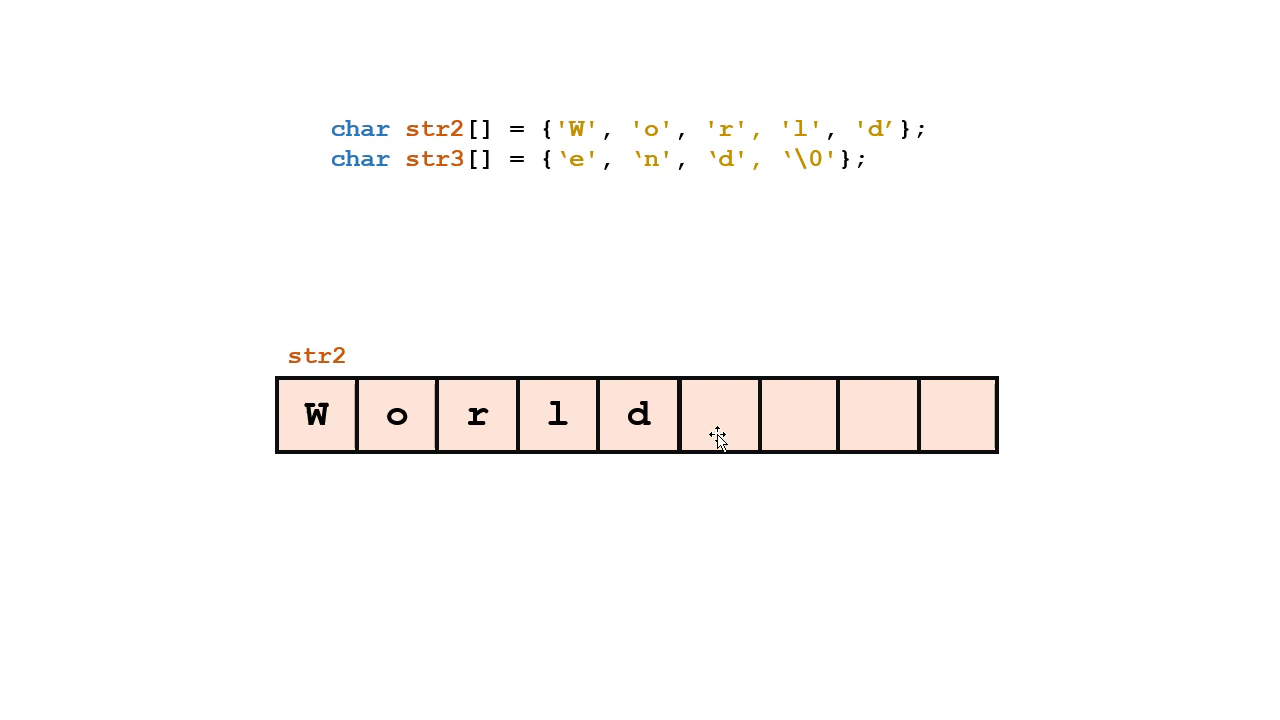 char str2[] = {'W', 'o', 'r', 'l', 'd’};
char str3[] = {‘e', ‘n', ‘d', ‘\0'};
str2
W o r l d